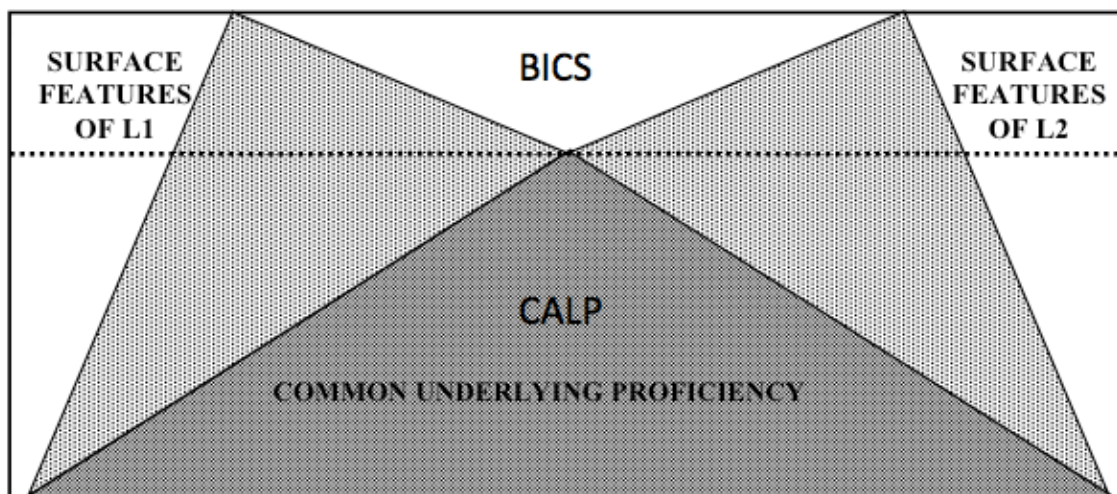 SURFACE
FEATURES
OF L1
BICS
SURFACE
FEATURES
OF L2
CALP
COMMON UNDERLYING PROFICIENCY